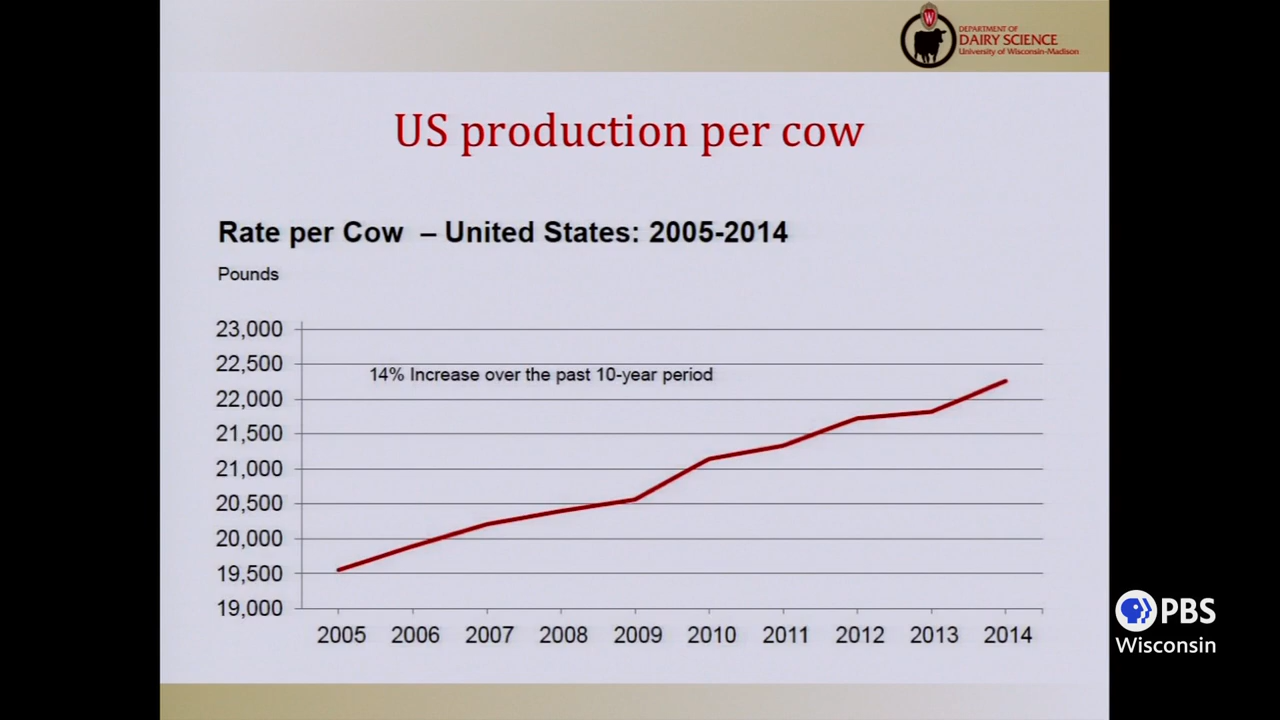 W
DEPARTMENT OF
DAIRY SCIENCE
University of Wisconsin-Madison
US production per cow
Rate per Cow – United States: 2005-2014
Pounds
23,000
22,500
14% Increase over the past 10-year period
22,000
21,500
21,000
20,500
20,000
19,500
19,000
2005 2006 2007 2008 2009 2010 2011 2012 2013 2014
PBS
Wisconsin